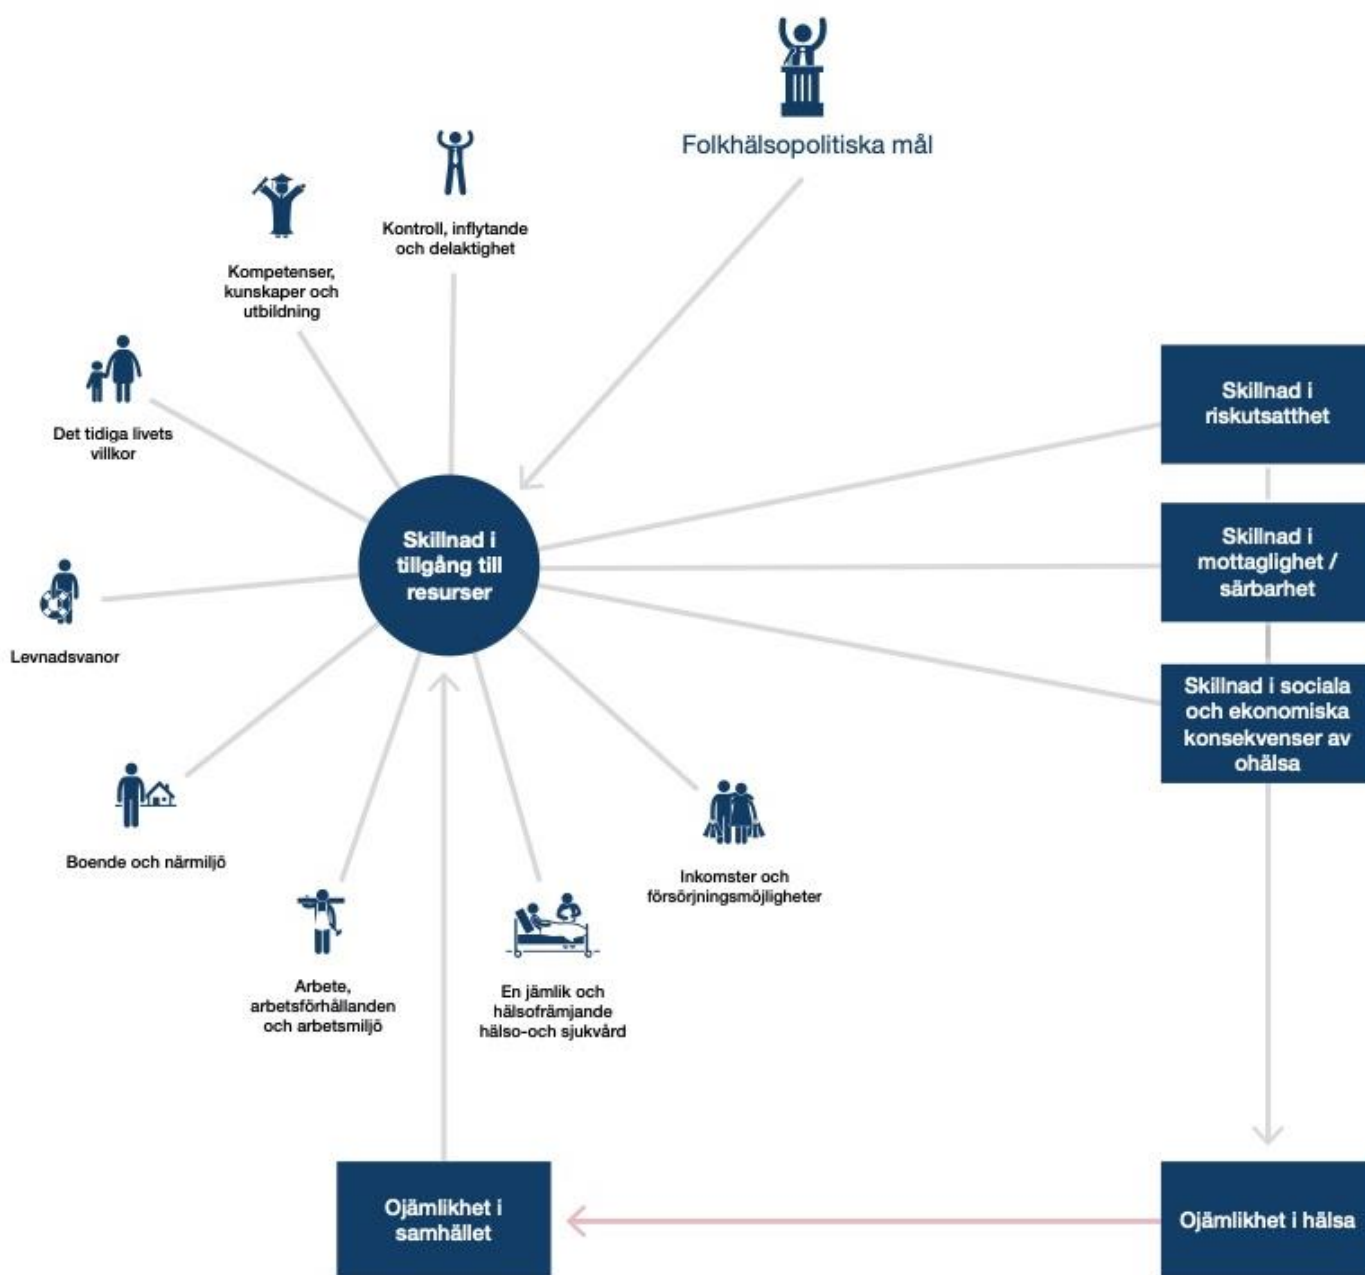 Folkhälsopolitiska mål
Kontroll, inflytande
och delaktighet
Kompetenser,
kunskaper och
utbildning
Det tidiga livets
villkor
Levnadsvanor
Boende och närmiljö
Arbete,
arbetsförhållanden
och arbetsmiljö
En jämlik och
hälsofrämjande
hälso-och sjukvård
Inkomster och
försörjningsmöjligheter
Skillnad i
tillgång till
resurser
Skillnad i
riskutsatthet
Skillnad i
mottaglighet /
särbarhet
Skillnad i sociala
och ekonomiska
konsekvenser av
ohälsa
Ojämlikhet i
samhället
Ojämlikhet i hälsa